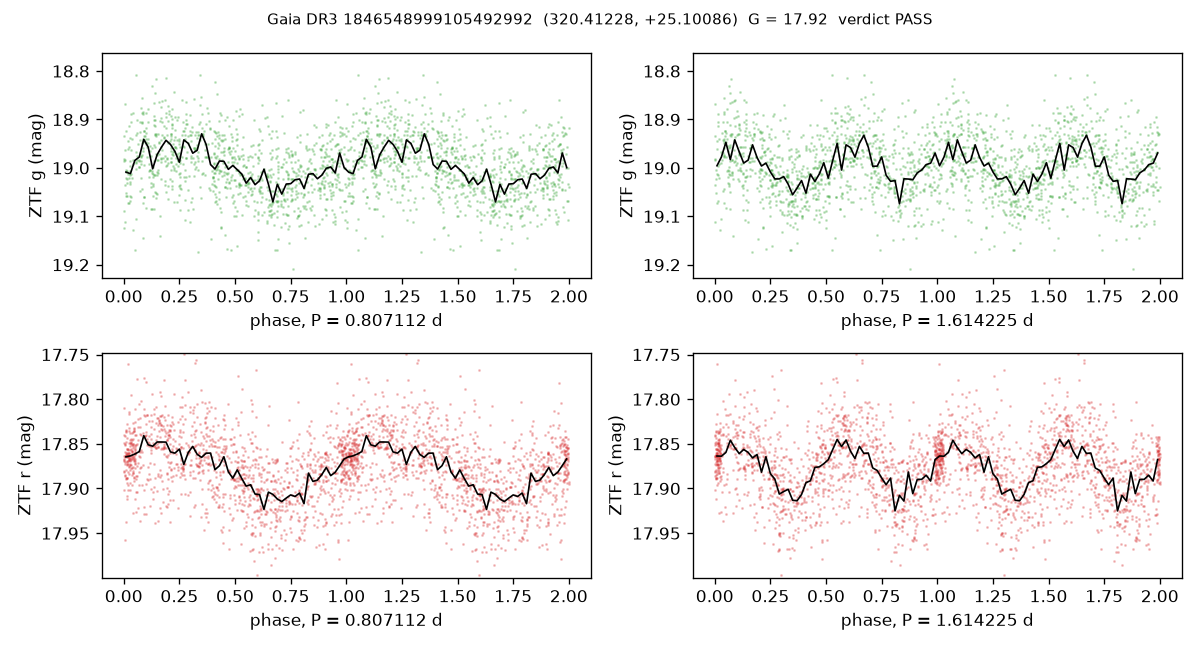 Gaia DR3 1846548999105492992 (320.41228, +25.10086) G = 17.92 verdict PASS
ZTF g (mag)
18.8
18.9
19.0
19.1
19.2
0.00 0.25 0.50 0.75 1.00 1.25 1.50 1.75 2.00
phase, P = 0.807112 d
ZTF g (mag)
18.8
18.9
19.0
19.1
19.2
0.00 0.25 0.50 0.75 1.00 1.25 1.50 1.75 2.00
phase, P = 1.614225 d
ZTF r (mag)
17.75
17.80
17.85
17.90
17.95
0.00 0.25 0.50 0.75 1.00 1.25 1.50 1.75 2.00
phase, P = 0.807112 d
ZTF r (mag)
17.75
17.80
17.85
17.90
17.95
0.00 0.25 0.50 0.75 1.00 1.25 1.50 1.75 2.00
phase, P = 1.614225 d